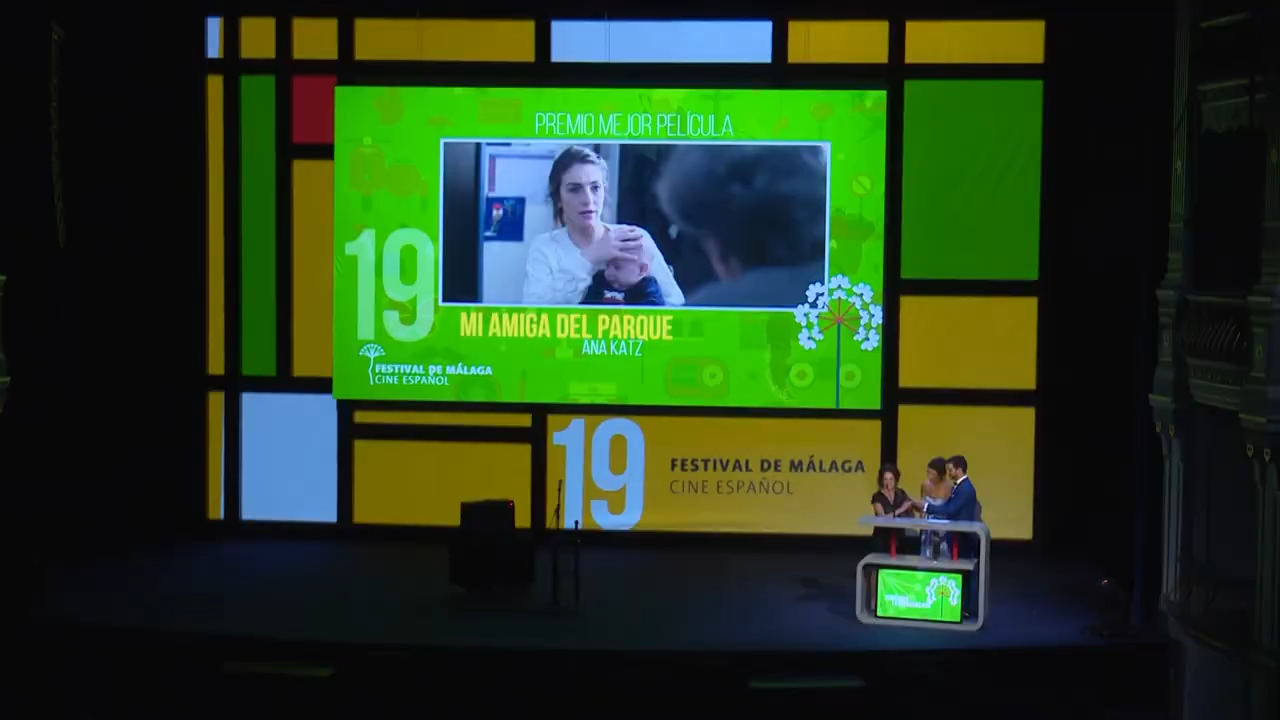 PREMIO MEJOR PELÍCULA
19
MI AMIGA DEL PARQUE
ANA KATZ
FESTIVAL DE MÁLAGA
CINE ESPAÑOL
19
FESTIVAL DE MÁLAGA
CINE ESPAÑOL